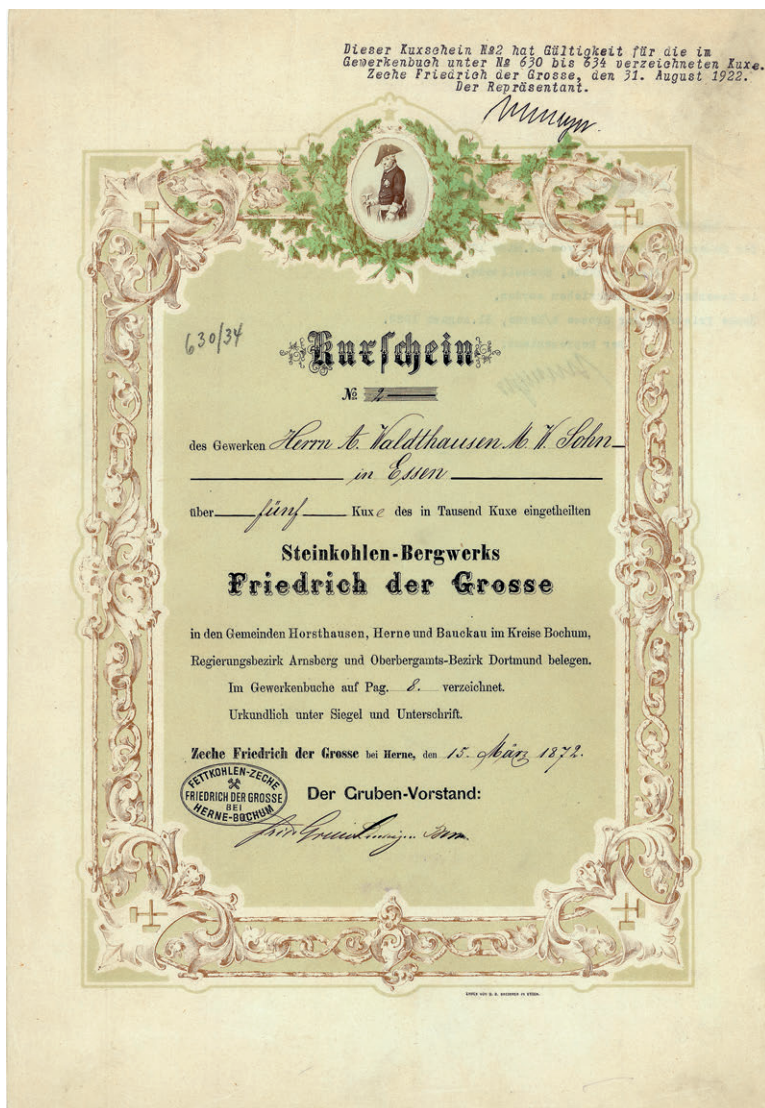 Dieser Kuxschein №2 hat Gültigkeit für die im
Gewerkenbuch unter № 630 bis 634 verzeichneten Kuxe.
Zeche Friedrich der Grosse, den 31. August 1922.
Der Repräsentant.
630/34
Kuxschein
№ 2
des Gewerken Herrn A. Waldthausen M. W. Sohn
in Essen
über fünf Kuxe des in Tausend Kuxe eingetheilten
Steinkohlen-Bergwerks
Friedrich der Grosse
in den Gemeinden Horsthausen, Herne und Bauckau im Kreise Bochum,
Regierungsbezirk Arnsberg und Oberbergamts-Bezirk Dortmund belegen.
Im Gewerkenbuche auf Pag. 8. verzeichnet.
Urkundlich unter Siegel und Unterschrift.
Zeche Friedrich der Grosse bei Herne, den 15. März 1872.
FETTKOHLEN-ZECHE
FRIEDRICH DER GROSSE
BEI
HERNE-BOCHUM
Der Gruben-Vorstand: